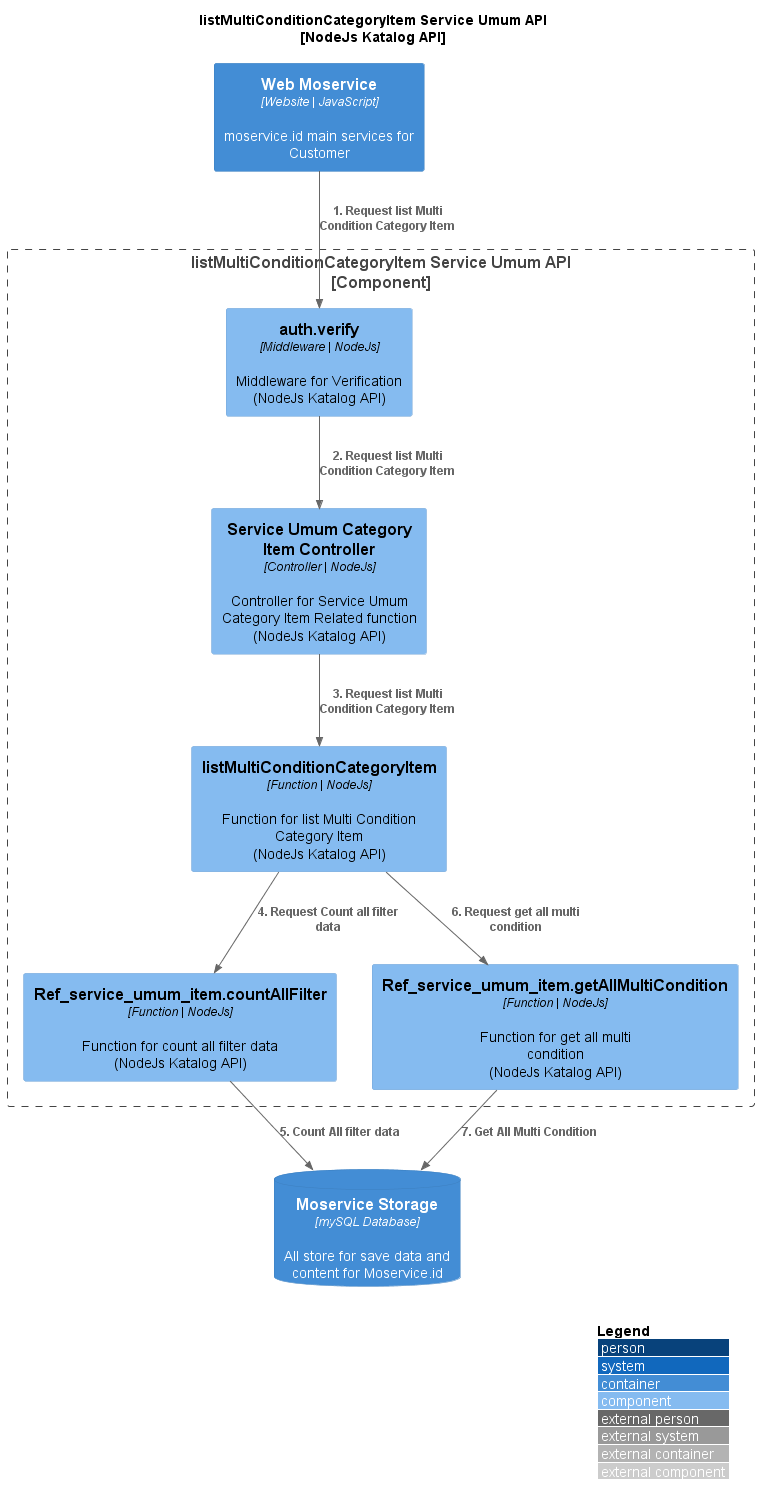 listMultiConditionCategoryItem Service Umum API
[NodeJs Katalog API]
Web Moservice
[Website | JavaScript]
moservice.id main services for
Customer
1. Request list Multi
Condition Category Item
listMultiConditionCategoryItem Service Umum API
[Component]
auth.verify
[Middleware | NodeJs]
Middleware for Verification
(NodeJs Katalog API)
2. Request list Multi
Condition Category Item
Service Umum Category
Item Controller
[Controller | NodeJs]
Controller for Service Umum
Category Item Related function
(NodeJs Katalog API)
3. Request list Multi
Condition Category Item
listMultiConditionCategoryItem
[Function | NodeJs]
Function for list Multi Condition
Category Item
(NodeJs Katalog API)
4. Request Count all filter
data
6. Request get all multi
condition
Ref_service_umum_item.countAllFilter
[Function | NodeJs]
Function for count all filter data
(NodeJs Katalog API)
Ref_service_umum_item.getAllMultiCondition
[Function | NodeJs]
Function for get all multi
condition
(NodeJs Katalog API)
5. Count All filter data
7. Get All Multi Condition
Moservice Storage
[mySQL Database]
All store for save data and
content for Moservice.id
Legend
person
system
container
component
external person
external system
external container
external component